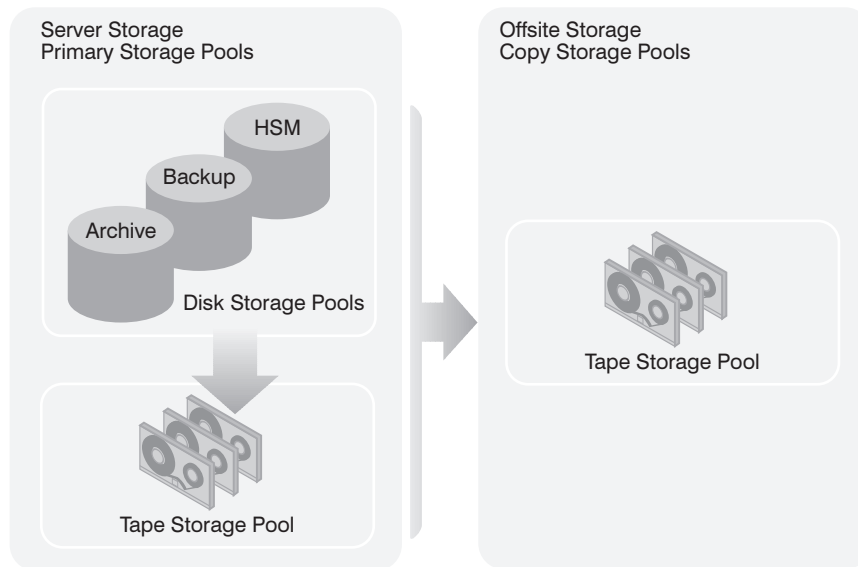 Server Storage
Primary Storage Pools
HSM
Backup
Archive
Disk Storage Pools
Tape Storage Pool
Offsite Storage
Copy Storage Pools
Tape Storage Pool